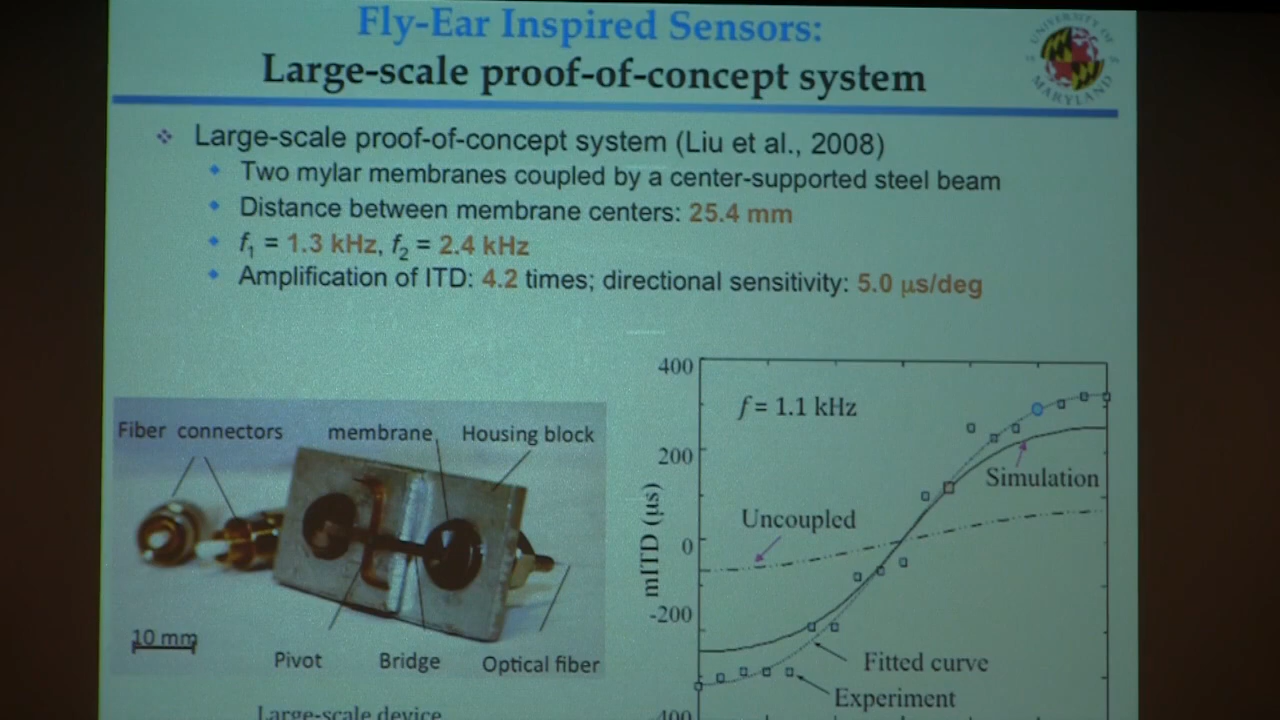 Fly-Ear Inspired Sensors:
Large-scale proof-of-concept system
UNIVERSITY OF
MARYLAND
Large-scale proof-of-concept system (Liu et al., 2008)
Two mylar membranes coupled by a center-supported steel beam
Distance between membrane centers: 25.4 mm
f1 = 1.3 kHz, f2 = 2.4 kHz
Amplification of ITD: 4.2 times; directional sensitivity: 5.0 μs/deg
Fiber connectors
membrane
Housing block
10 mm
Pivot
Bridge
Optical fiber
Large-scale device
400
f = 1.1 kHz
200
Simulation
Uncoupled
mITD (μs)
0
-200
Fitted curve
Experiment
400